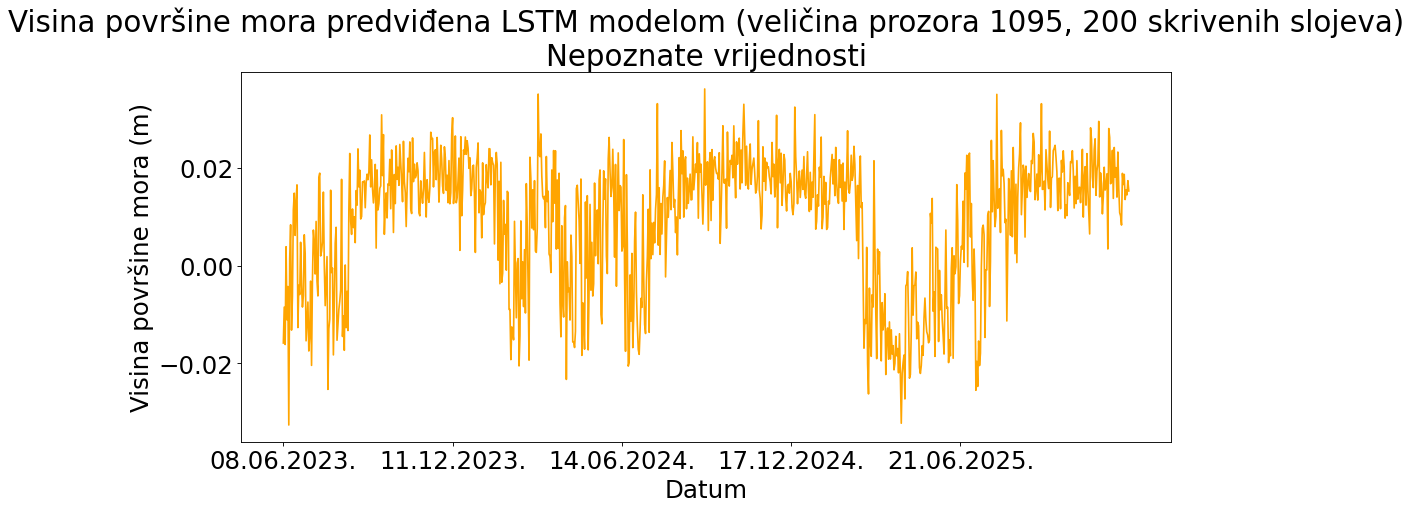 Visina površine mora predviđena LSTM modelom (veličina prozora 1095, 200 skrivenih slojeva)
Nepoznate vrijednosti
Visina površine mora (m)
0.02
0.00
−0.02
08.06.2023. 11.12.2023. 14.06.2024. 17.12.2024. 21.06.2025.
Datum